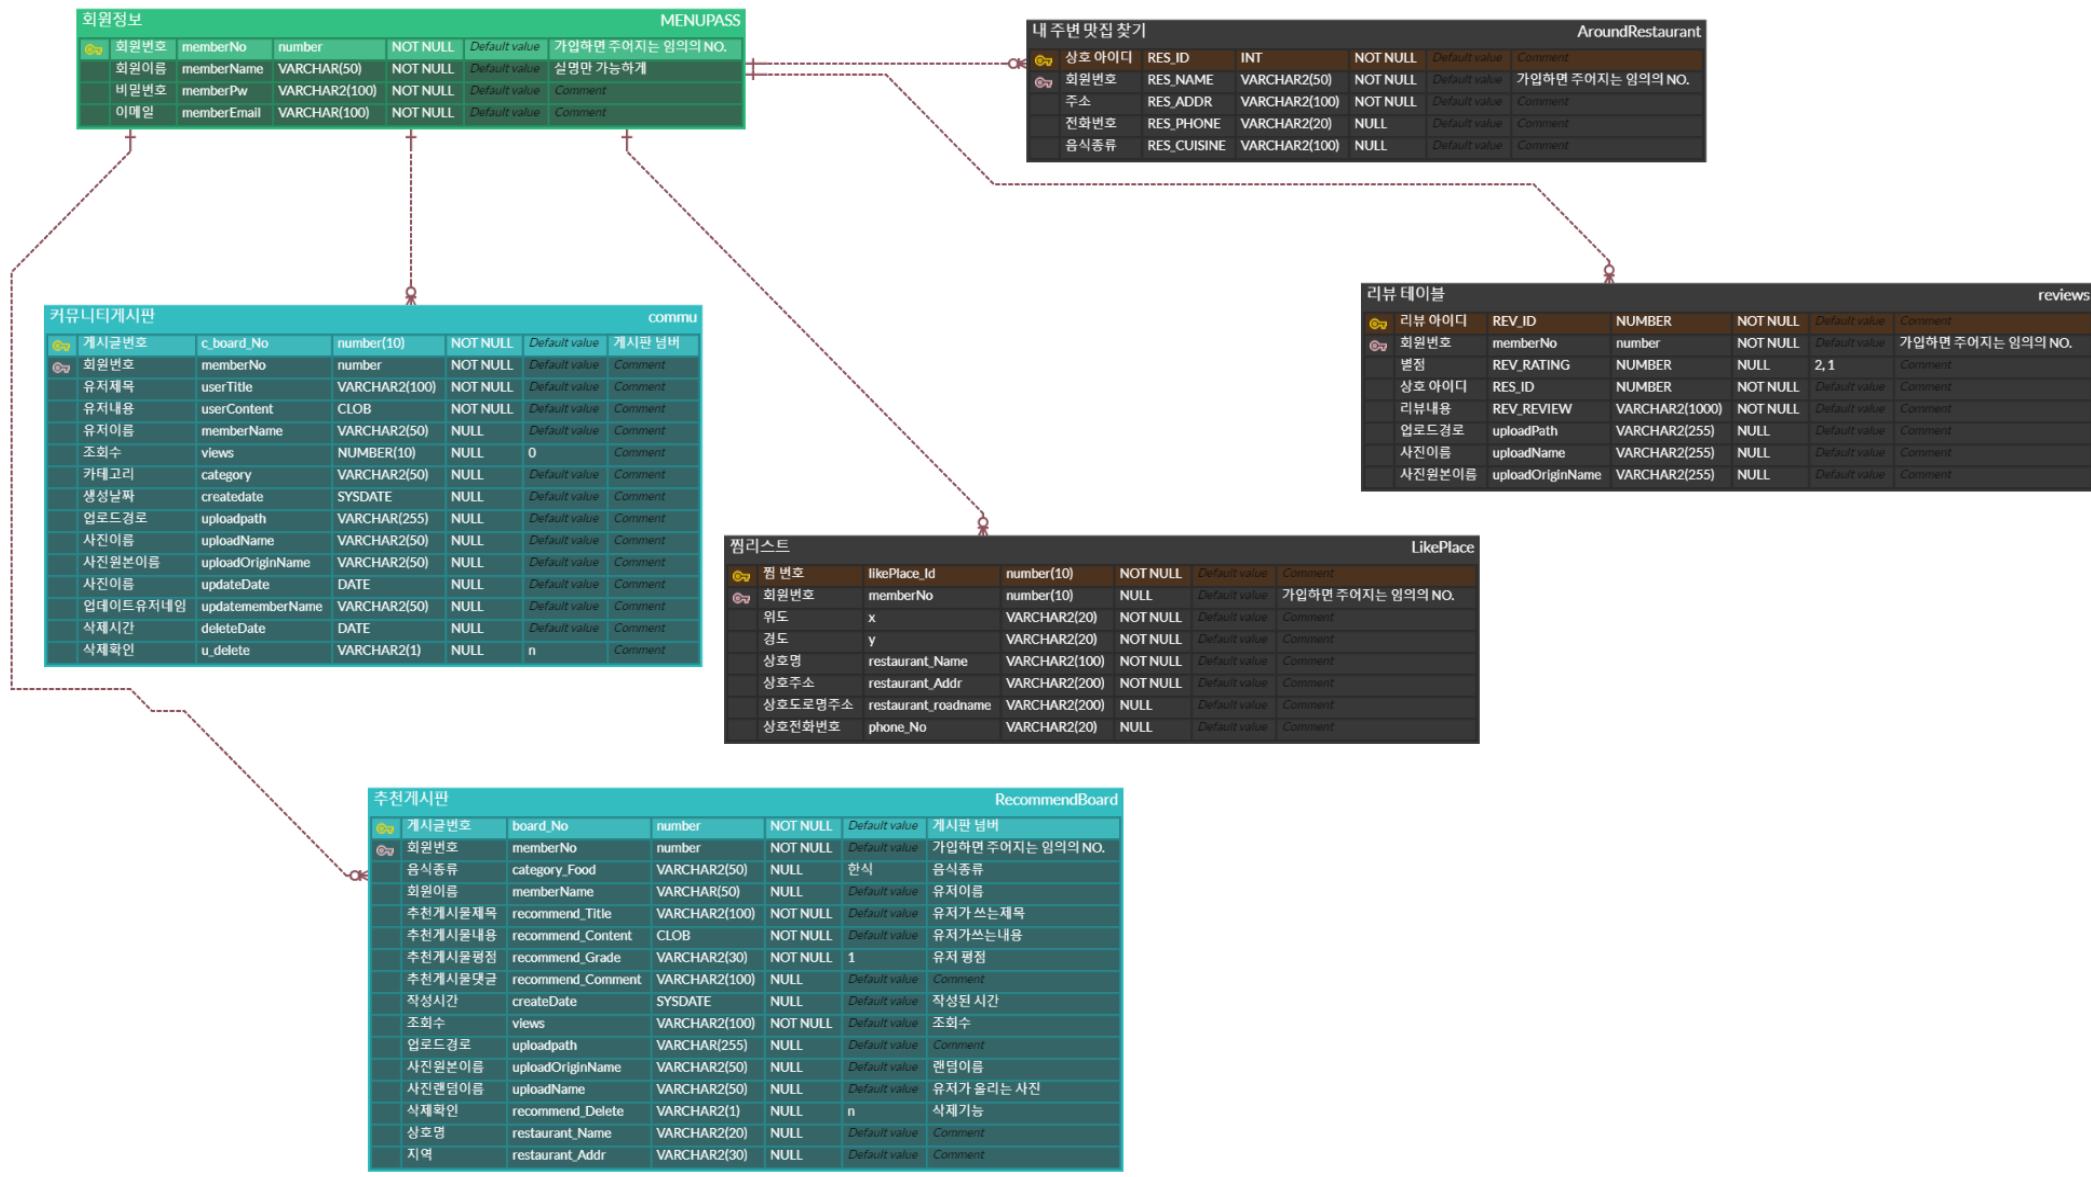 회원정보 MENUPASS
회원번호 memberNo number NOT NULL Default value 가입하면 주어지는 임의의 NO.
회원이름 memberName VARCHAR(50) NOT NULL Default value 실명만 가능하게
비밀번호 memberPw VARCHAR2(100) NOT NULL Default value Comment
이메일 memberEmail VARCHAR(100) NOT NULL Default value Comment
내 주변 맛집 찾기 AroundRestaurant
상호 아이디 RES_ID INT NOT NULL Default value Comment
회원번호 RES_NAME VARCHAR2(50) NOT NULL Default value 가입하면 주어지는 임의의 NO.
주소 RES_ADDR VARCHAR2(100) NOT NULL Default value Comment
전화번호 RES_PHONE VARCHAR2(20) NULL Default value Comment
음식종류 RES_CUISINE VARCHAR2(100) NULL Default value Comment
리뷰 테이블 reviews
리뷰 아이디 REV_ID NUMBER NOT NULL Default value Comment
회원번호 memberNo number NOT NULL Default value 가입하면 주어지는 임의의 NO.
별점 REV_RATING NUMBER NULL 2, 1 Comment
상호 아이디 RES_ID NUMBER NOT NULL Default value Comment
리뷰내용 REV_REVIEW VARCHAR2(1000) NOT NULL Default value Comment
업로드경로 uploadPath VARCHAR2(255) NULL Default value Comment
사진이름 uploadName VARCHAR2(255) NULL Default value Comment
사진원본이름 uploadOriginName VARCHAR2(255) NULL Default value Comment
커뮤니티게시판 commu
게시글번호 c_board_No number(10) NOT NULL Default value 게시판 넘버
회원번호 memberNo number NOT NULL Default value Comment
유저제목 userTitle VARCHAR2(100) NOT NULL Default value Comment
유저내용 userContent CLOB NOT NULL Default value Comment
유저이름 memberName VARCHAR2(50) NULL Default value Comment
조회수 views NUMBER(10) NULL 0 Comment
카테고리 category VARCHAR2(50) NULL Default value Comment
생성날짜 createdate SYSDATE NULL Default value Comment
업로드경로 uploadpath VARCHAR(255) NULL Default value Comment
사진이름 uploadName VARCHAR2(50) NULL Default value Comment
사진원본이름 uploadOriginName VARCHAR2(50) NULL Default value Comment
사진이름 updateDate DATE NULL Default value Comment
업데이트유저네임 updatememberName VARCHAR2(50) NULL Default value Comment
삭제시간 deleteDate DATE NULL Default value Comment
삭제확인 u_delete VARCHAR2(1) NULL n Comment
찜리스트 LikePlace
찜 번호 likePlace_Id number(10) NOT NULL Default value Comment
회원번호 memberNo number(10) NULL Default value 가입하면 주어지는 임의의 NO.
위도 x VARCHAR2(20) NOT NULL Default value Comment
경도 y VARCHAR2(20) NOT NULL Default value Comment
상호명 restaurant_Name VARCHAR2(100) NOT NULL Default value Comment
상호주소 restaurant_Addr VARCHAR2(200) NOT NULL Default value Comment
상호도로명주소 restaurant_roadname VARCHAR2(200) NULL Default value Comment
상호전화번호 phone_No VARCHAR2(20) NULL Default value Comment
추천게시판 RecommendBoard
게시글번호 board_No number NOT NULL Default value 게시판 넘버
회원번호 memberNo number NOT NULL Default value 가입하면 주어지는 임의의 NO.
음식종류 category_Food VARCHAR2(50) NULL 한식 음식종류
회원이름 memberName VARCHAR(50) NULL Default value 유저이름
추천게시물제목 recommend_Title VARCHAR2(100) NOT NULL Default value 유저가 쓰는제목
추천게시물내용 recommend_Content CLOB NOT NULL Default value 유저가쓰는내용
추천게시물평점 recommend_Grade VARCHAR2(30) NOT NULL 1 유저 평점
추천게시물댓글 recommend_Comment VARCHAR2(100) NULL Default value Comment
작성시간 createDate SYSDATE NULL Default value 작성된 시간
조회수 views VARCHAR2(100) NOT NULL Default value 조회수
업로드경로 uploadpath VARCHAR(255) NULL Default value Comment
사진원본이름 uploadOriginName VARCHAR2(50) NULL Default value 랜덤이름
사진랜덤이름 uploadName VARCHAR2(50) NULL Default value 유저가 올리는 사진
삭제확인 recommend_Delete VARCHAR2(1) NULL n 삭제기능
상호명 restaurant_Name VARCHAR2(20) NULL Default value Comment
지역 restaurant_Addr VARCHAR2(30) NULL Default value Comment